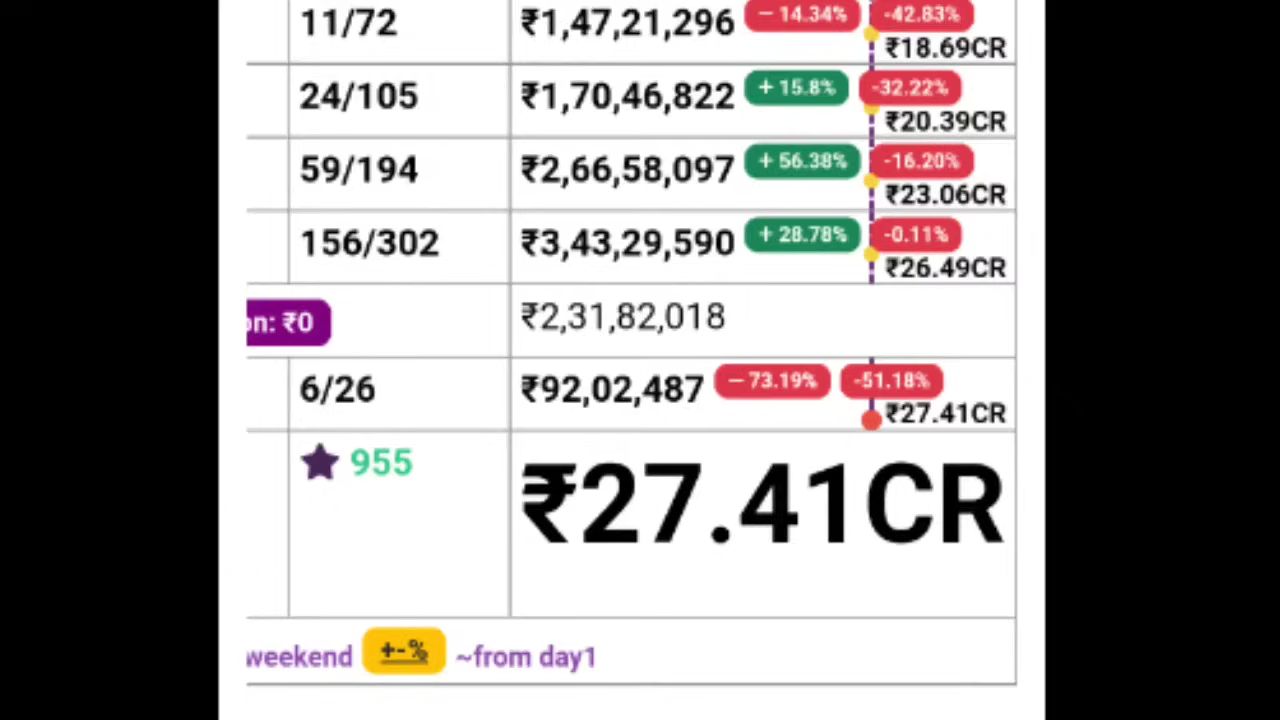 11/72 ₹1,47,21,296 – 14.34% -42.83%
₹18.69CR
24/105 ₹1,70,46,822 + 15.8% -32.22%
₹20.39CR
59/194 ₹2,66,58,097 + 56.38% -16.20%
₹23.06CR
156/302 ₹3,43,29,590 + 28.78% -0.11%
₹26.49CR
on: ₹0 ₹2,31,82,018
6/26 ₹92,02,487 – 73.19% -51.18%
₹27.41CR
955 ₹27.41CR
weekend +-% ~from day1